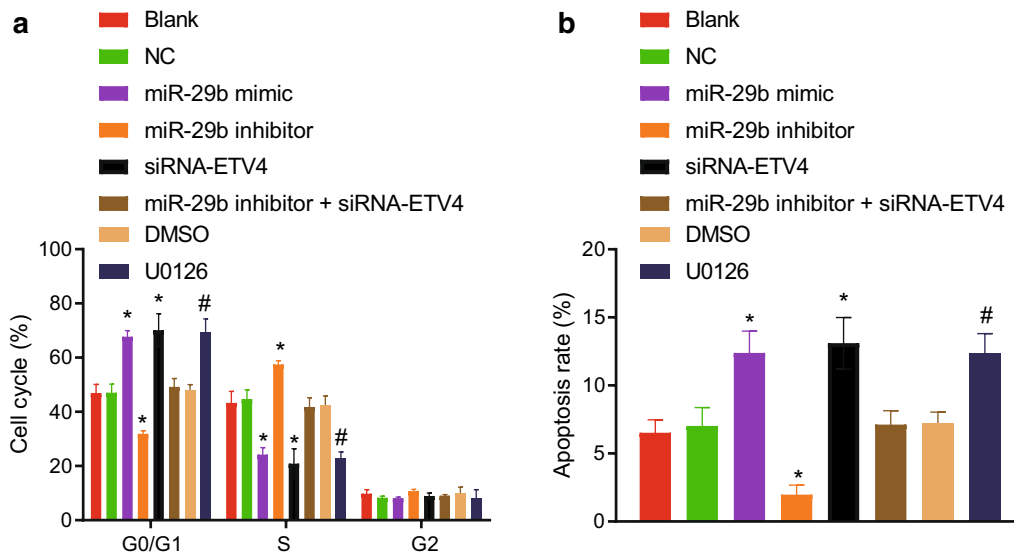 a
Blank
NC
miR-29b mimic
miR-29b inhibitor
siRNA-ETV4
miR-29b inhibitor + siRNA-ETV4
DMSO
U0126
Cell cycle (%)
100
80
60
40
20
0
* * * #
* * * #
G0/G1 S G2
b
Blank
NC
miR-29b mimic
miR-29b inhibitor
siRNA-ETV4
miR-29b inhibitor + siRNA-ETV4
DMSO
U0126
Apoptosis rate (%)
20
15
10
5
0
* * * #